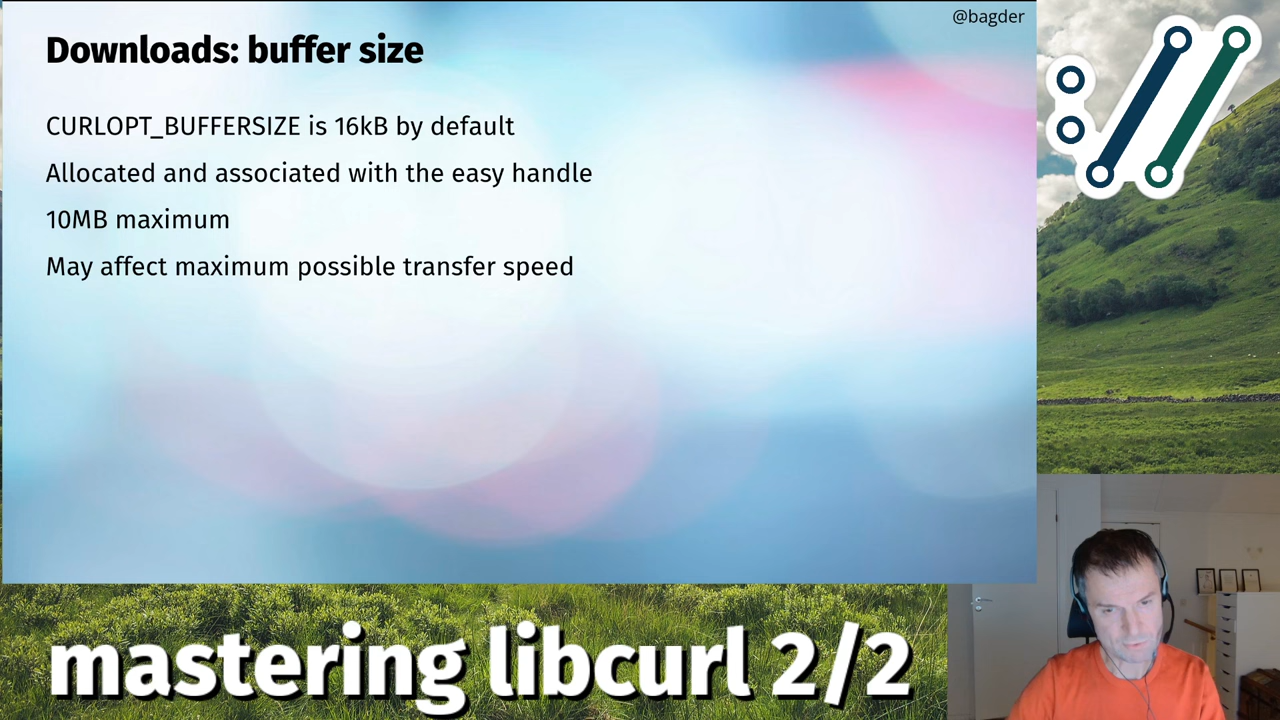 @bagder
Downloads: buffer size
CURLOPT_BUFFERSIZE is 16kB by default
Allocated and associated with the easy handle
10MB maximum
May affect maximum possible transfer speed
mastering libcurl 2/2